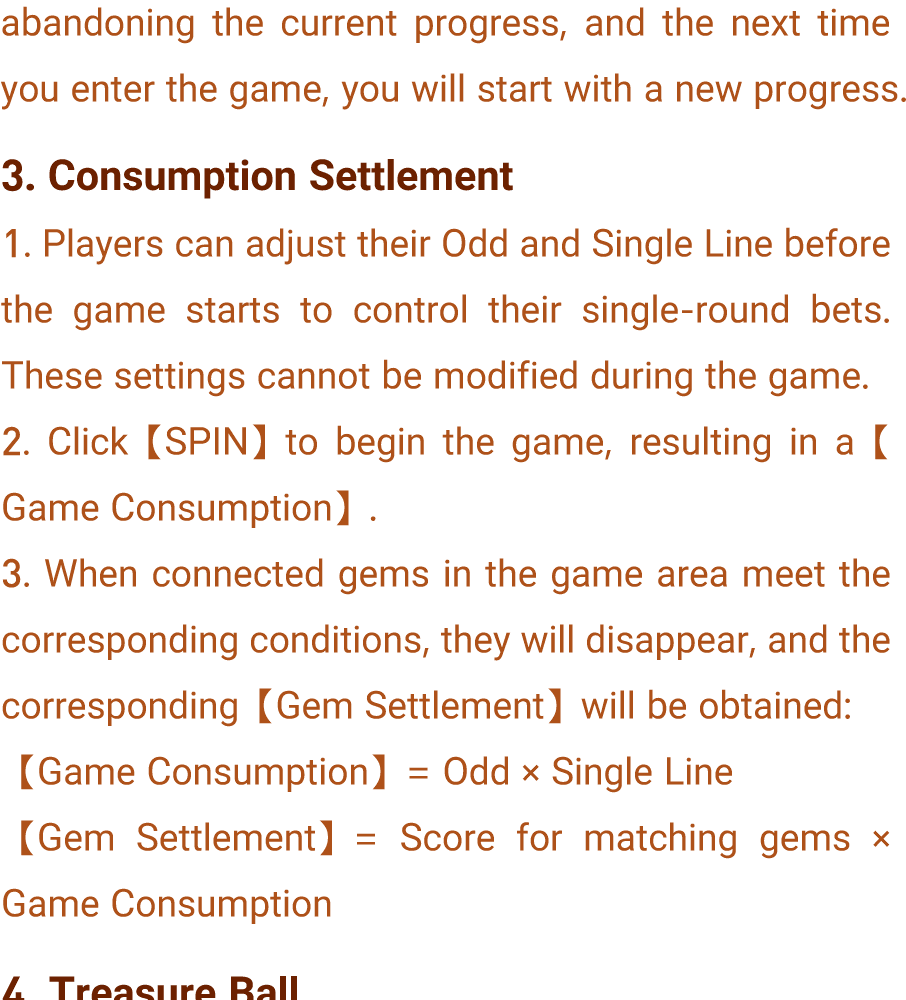 abandoning the current progress, and the next time
you enter the game, you will start with a new progress.
3. Consumption Settlement
1. Players can adjust their Odd and Single Line before
the game starts to control their single-round bets.
These settings cannot be modified during the game.
2. Click【SPIN】to begin the game, resulting in a【
Game Consumption】.
3. When connected gems in the game area meet the
corresponding conditions, they will disappear, and the
corresponding【Gem Settlement】will be obtained:
【Game Consumption】= Odd × Single Line
【Gem Settlement】= Score for matching gems ×
Game Consumption
4. Treasure Ball